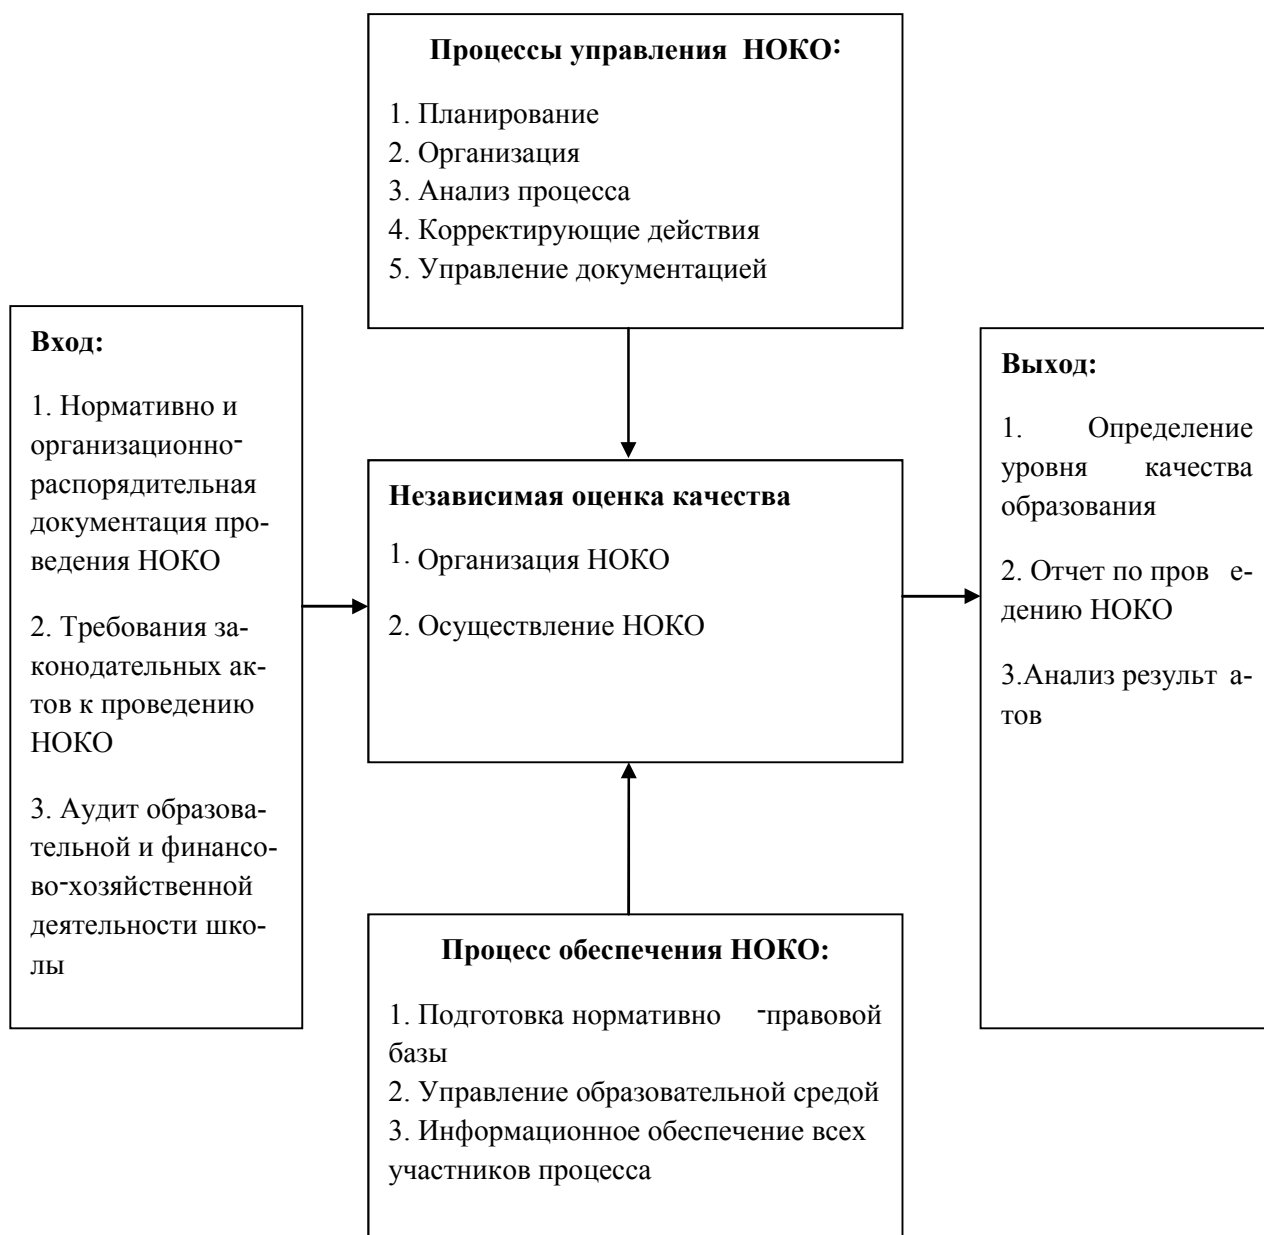 Процессы управления  НОКО:
1. Планирование
2. Организация
3. Анализ процесса
4. Корректирующие действия
5. Управление документацией
Вход:
1. Нормативно и
организационно-
распорядительная
документация про-
ведения НОКО
2. Требования за-
конодательных ак-
тов к проведению
НОКО
3. Аудит образова-
тельной и финансо-
во-хозяйственной
деятельности шко-
лы
Независимая оценка качества
1. Организация НОКО
2. Осуществление НОКО
Выход:
1. Определение
уровня качества
образования
2. Отчет по пров е-
дению НОКО
3.Анализ результ а-
тов
Процесс обеспечения НОКО:
1. Подготовка нормативно -правовой
базы
2. Управление образовательной средой
3. Информационное обеспечение всех
участников процесса